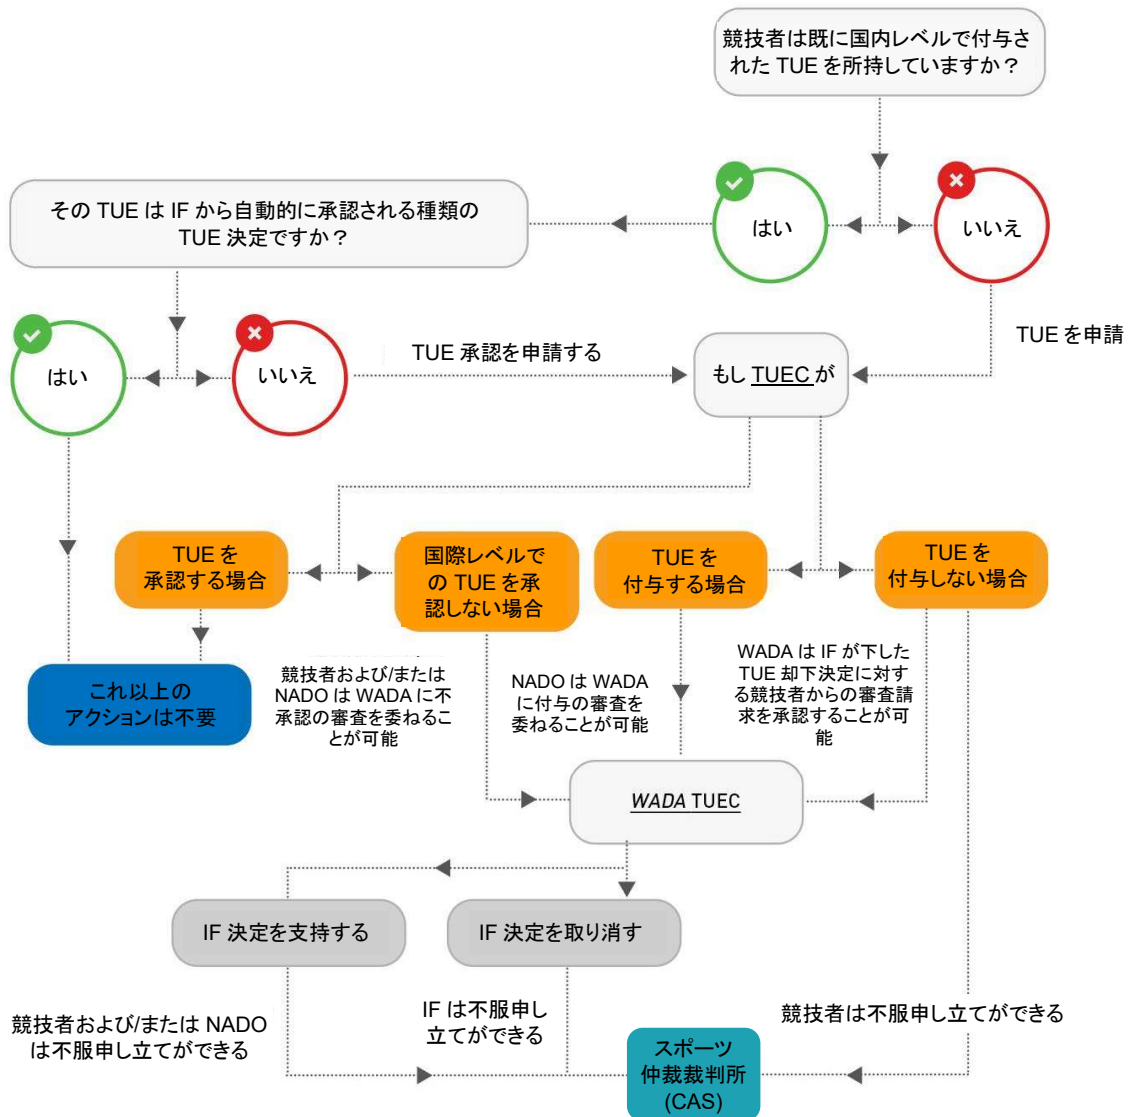 競技者は既に国内レベルで付与さ
れた TUE を所持していますか？
はい
いいえ
その TUE は IF から自動的に承認される種類の
TUE 決定ですか？
はい
いいえ
TUE 承認を申請する
TUE を申請
もし TUEC が
TUE を
承認する場合
国際レベルで
の TUE を承
認しない場合
TUE を
付与する場合
TUE を
付与しない場合
これ以上の
アクションは不要
競技者および/または
NADO は WADA に不
承認の審査を委ねるこ
とが可能
NADO は WADA
に付与の審査を
委ねることが可能
WADA は IF が下した
TUE 却下決定に対す
る競技者からの審査請
求を承認することが可
能
WADA TUEC
IF 決定を支持する
IF 決定を取り消す
競技者および/または NADO
は不服申し立てができる
IF は不服申し
立てができる
競技者は不服申し立てができる
スポーツ
仲裁裁判所
(CAS)